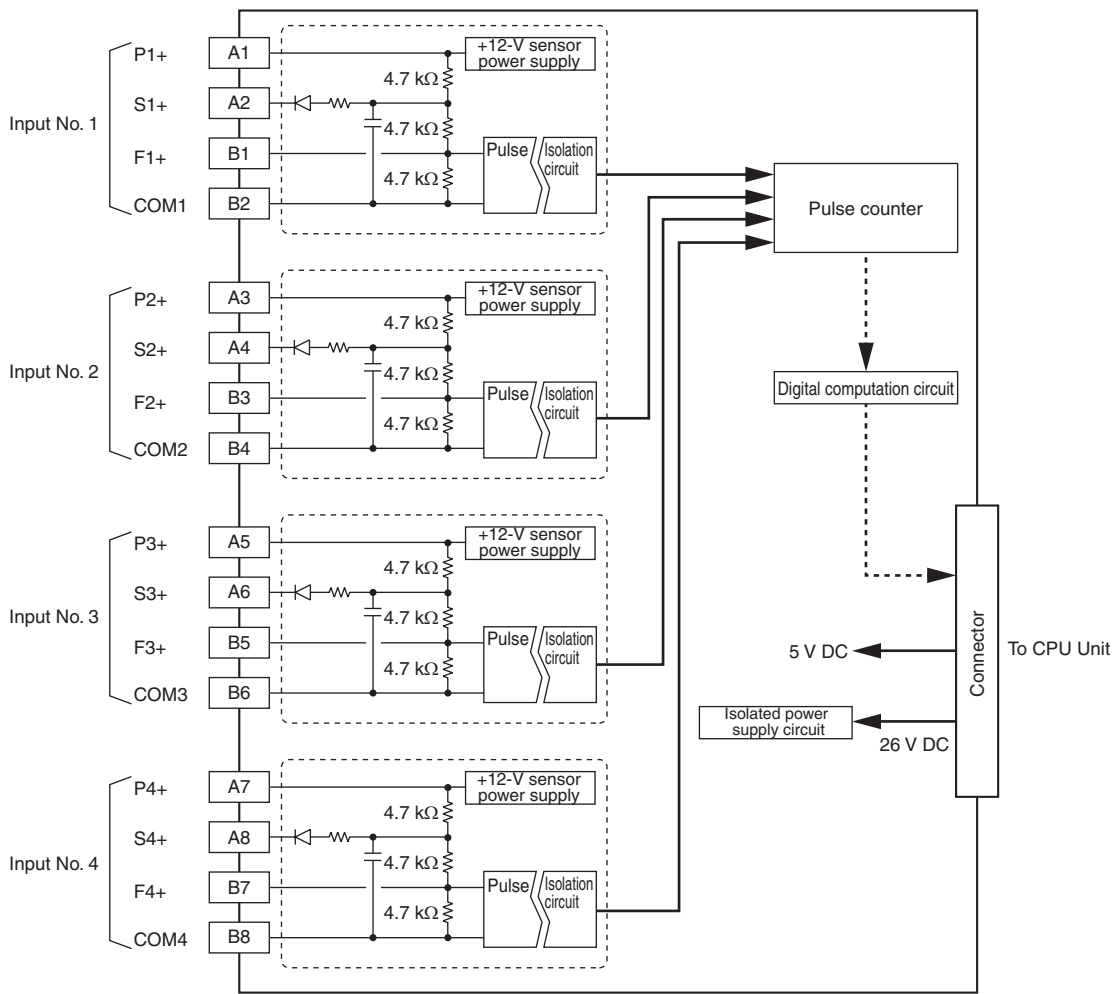 Input No. 1
P1+
A1
S1+
A2
F1+
B1
COM1
B2
+12-V sensor
power supply
4.7 kΩ
4.7 kΩ
4.7 kΩ
Pulse
Isolation
circuit
Pulse counter
Input No. 2
P2+
A3
S2+
A4
F2+
B3
COM2
B4
+12-V sensor
power supply
4.7 kΩ
4.7 kΩ
4.7 kΩ
Pulse
Isolation
circuit
Digital computation circuit
Input No. 3
P3+
A5
S3+
A6
F3+
B5
COM3
B6
+12-V sensor
power supply
4.7 kΩ
4.7 kΩ
4.7 kΩ
Pulse
Isolation
circuit
Connector
To CPU Unit
5 V DC
Isolated power
supply circuit
26 V DC
Input No. 4
P4+
A7
S4+
A8
F4+
B7
COM4
B8
+12-V sensor
power supply
4.7 kΩ
4.7 kΩ
4.7 kΩ
Pulse
Isolation
circuit